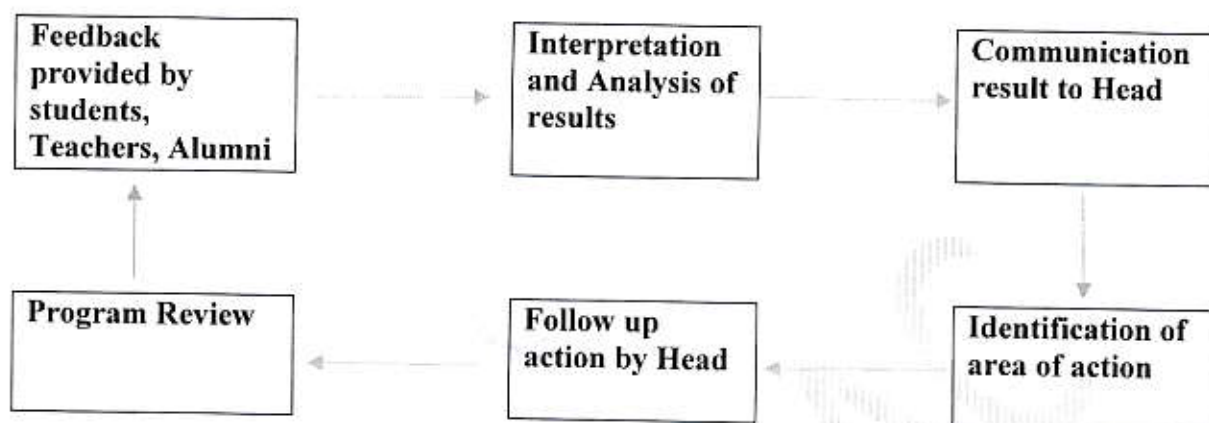 Feedback
provided by
students,
Teachers, Alumni
Interpretation
and Analysis of
results
Communication
result to Head
Identification of
area of action
Follow up
action by Head
Program Review